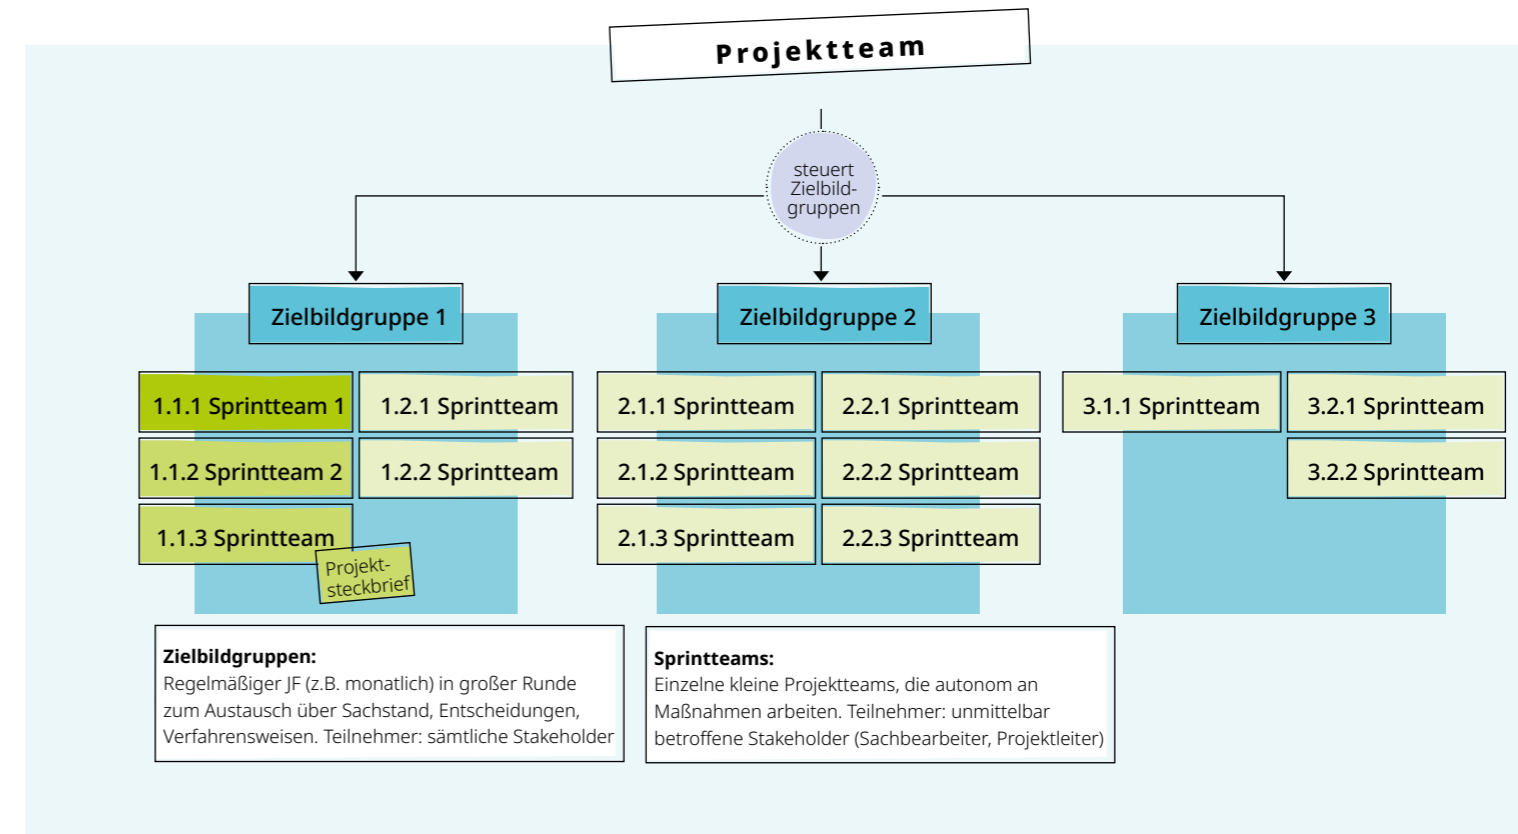 Projektteam
steuert
Zielbild-
gruppen
Zielbildgruppe 1
Zielbildgruppe 2
Zielbildgruppe 3
1.1.1 Sprintteam 1
1.2.1 Sprintteam
1.1.2 Sprintteam 2
1.2.2 Sprintteam
1.1.3 Sprintteam
Projekt-
steckbrief
2.1.1 Sprintteam
2.2.1 Sprintteam
2.1.2 Sprintteam
2.2.2 Sprintteam
2.1.3 Sprintteam
2.2.3 Sprintteam
3.1.1 Sprintteam
3.2.1 Sprintteam
3.2.2 Sprintteam
Zielbildgruppen:
Regelmäßiger JF (z.B. monatlich) in großer Runde
zum Austausch über Sachstand, Entscheidungen,
Verfahrensweisen. Teilnehmer: sämtliche Stakeholder
Sprintteams:
Einzelne kleine Projektteams, die autonom an
Maßnahmen arbeiten. Teilnehmer: unmittelbar
betroffene Stakeholder (Sachbearbeiter, Projektleiter)